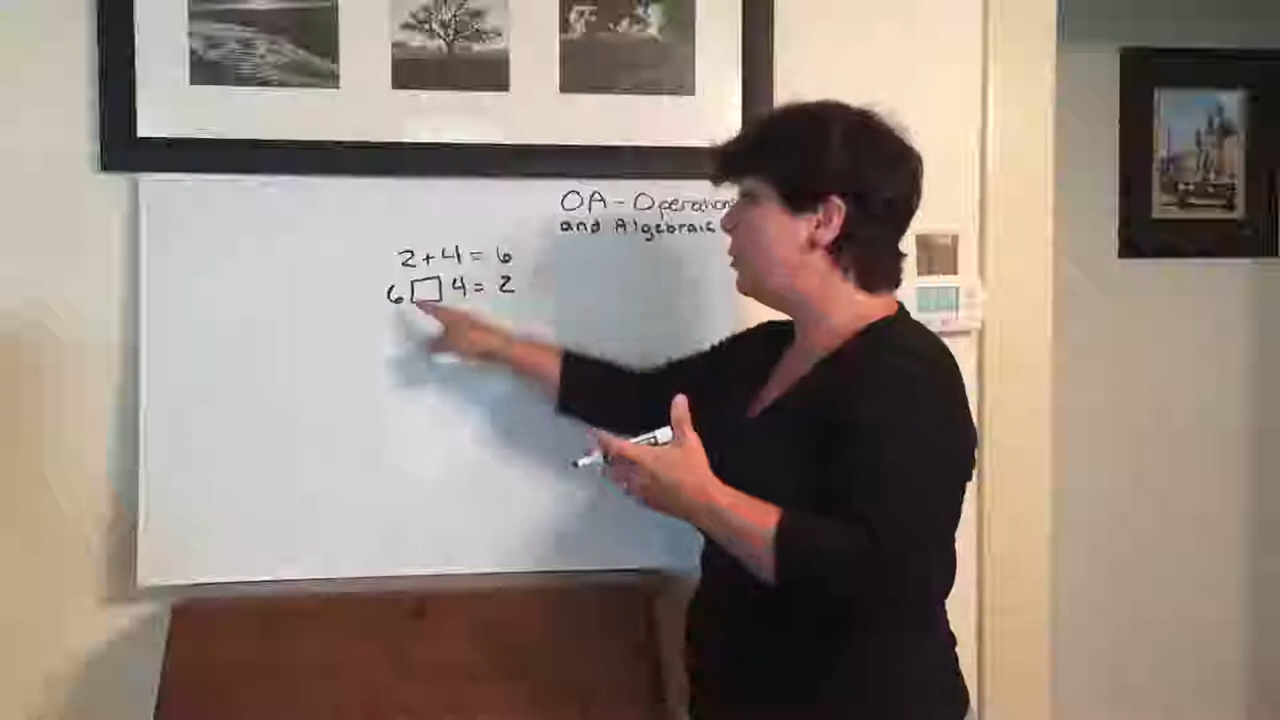 OA - Operations
and Algebraic
2 + 4 = 6
6 □ 4 = 2